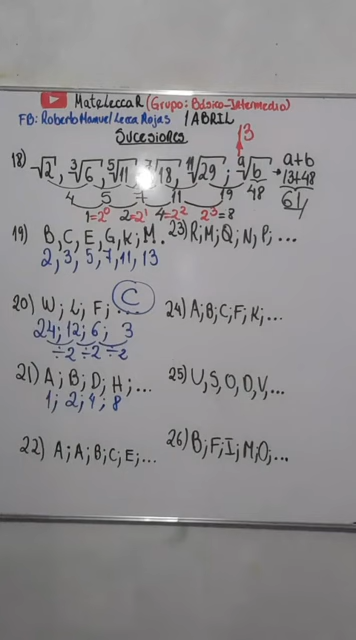 MateLeccaR (Grupo: Básico-Intermedio)
FB: Roberto Manuel Lecca Rojas 1ABRIL
Sucesiones
13
18) √2, ³√6, ⁵√11, ⁷√18, ¹¹√29; ᵃ√b → a+b
13+48
61
4 5 7 11 19 48
1=2⁰ 2=2¹ 4=2² 2³=8
19) B, C, E, G, K; M.
2, 3, 5, 7, 11, 13
23) R; M; Q; N, P; ...
20) W; L; F; ... C
24; 12; 6; 3
÷2 ÷2 ÷2
24) A; B; C; F; K; ...
21) A; B; D; H; ...
1; 2; 4; 8
25) U, S, O, D, V, ...
22) A; A; B; C; E; ...
26) B; F; I; M; O; ...